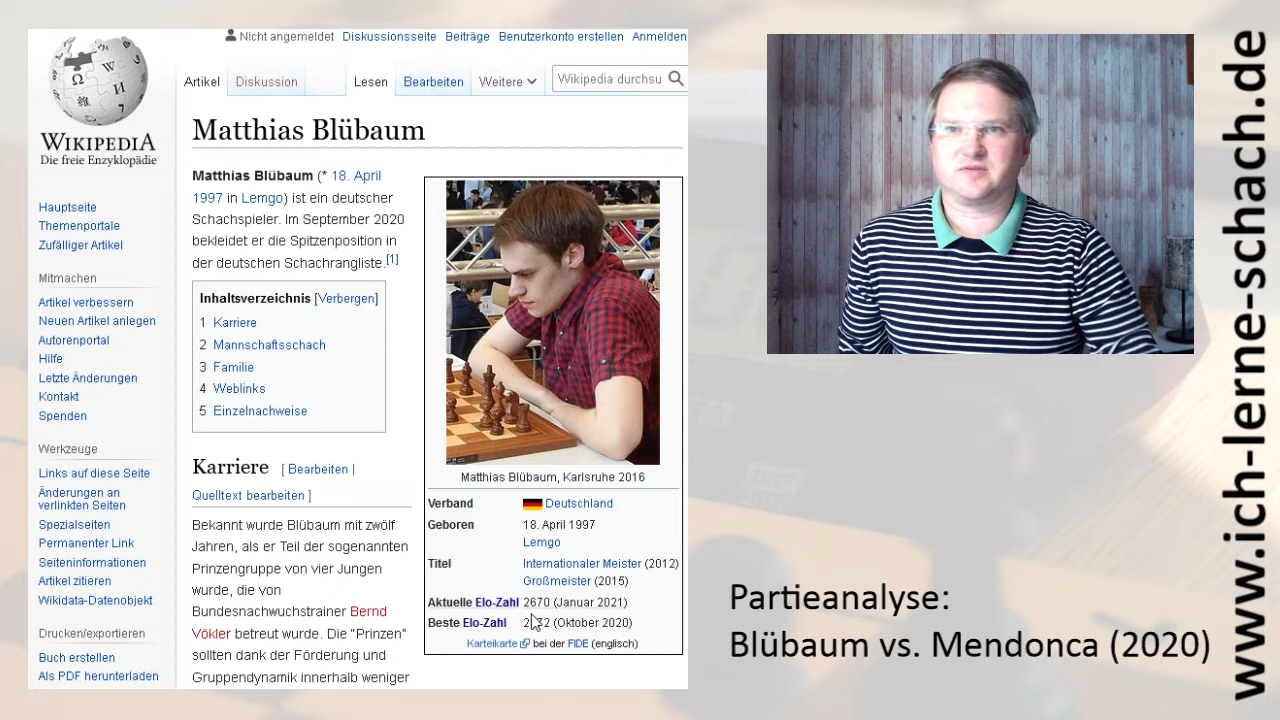 Nicht angemeldet Diskussionsseite Beiträge Benutzerkonto erstellen Anmelden
Artikel Diskussion Lesen Bearbeiten Weitere Wikipedia durchsu
WIKIPEDIA
Die freie Enzyklopädie
Hauptseite
Themenportale
Zufälliger Artikel
Mitmachen
Artikel verbessern
Neuen Artikel anlegen
Autorenportal
Hilfe
Letzte Änderungen
Kontakt
Spenden
Werkzeuge
Links auf diese Seite
Änderungen an
verlinkten Seiten
Spezialseiten
Permanenter Link
Seiteninformationen
Artikel zitieren
Wikidata-Datenobjekt
Drucken/exportieren
Buch erstellen
Als PDF herunterladen
Matthias Blübaum
Matthias Blübaum (* 18. April
1997 in Lemgo) ist ein deutscher
Schachspieler. Im September 2020
bekleidet er die Spitzenposition in
der deutschen Schachrangliste.[1]
Inhaltsverzeichnis [Verbergen]
1 Karriere
2 Mannschaftsschach
3 Familie
4 Weblinks
5 Einzelnachweise
Karriere [ Bearbeiten |
Quelltext bearbeiten ]
Bekannt wurde Blübaum mit zwölf
Jahren, als er Teil der sogenannten
Prinzengruppe von vier Jungen
wurde, die von
Bundesnachwuchstrainer Bernd
Vökler betreut wurde. Die "Prinzen"
sollten dank der Förderung und
Gruppendynamik innerhalb weniger
Matthias Blübaum, Karlsruhe 2016
Verband Deutschland
Geboren 18. April 1997
Lemgo
Titel Internationaler Meister (2012)
Großmeister (2015)
Aktuelle Elo-Zahl 2670 (Januar 2021)
Beste Elo-Zahl (Oktober 2020)
Karteikarte bei der FIDE (englisch)
Partieanalyse:
Blübaum vs. Mendonca (2020)
www.ich-lerne-schach.de